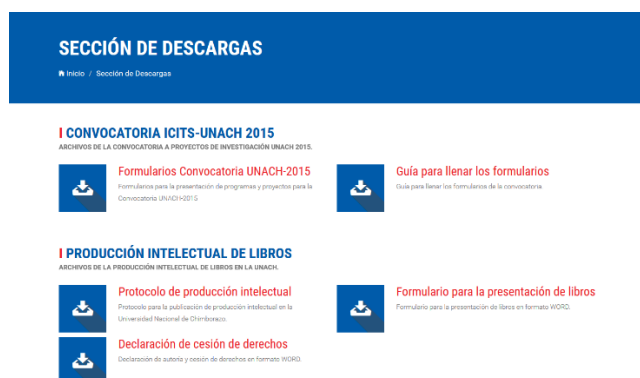 SECCIÓN DE DESCARGAS
Inicio / Sección de Descargas
CONVOCATORIA ICITS-UNACH 2015
ARCHIVOS DE LA CONVOCATORIA A PROYECTOS DE INVESTIGACIÓN UNACH 2015.
Formularios Convocatoria UNACH-2015
Formularios para la presentación de programas y proyectos para la
Convocatoria UNACH-2015
Guía para llenar los formularios
Guía para llenar los formularios de la convocatoria
PRODUCCIÓN INTELECTUAL DE LIBROS
ARCHIVOS DE LA PRODUCCIÓN INTELECTUAL DE LIBROS EN LA UNACH.
Protocolo de producción intelectual
Protocolo para la publicación de producción intelectual en la
Universidad Nacional de Chimborazo.
Formulario para la presentación de libros
Formulario para la presentación de libros en formato WORD.
Declaración de cesión de derechos
Declaración de autoría y cesión de derechos en formato WORD.